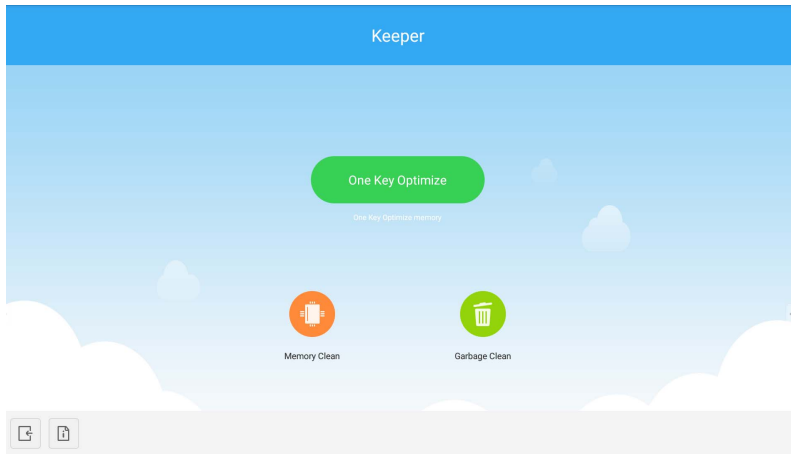 Keeper
One Key Optimize
One Key Optimize memory
Memory Clean
Garbage Clean